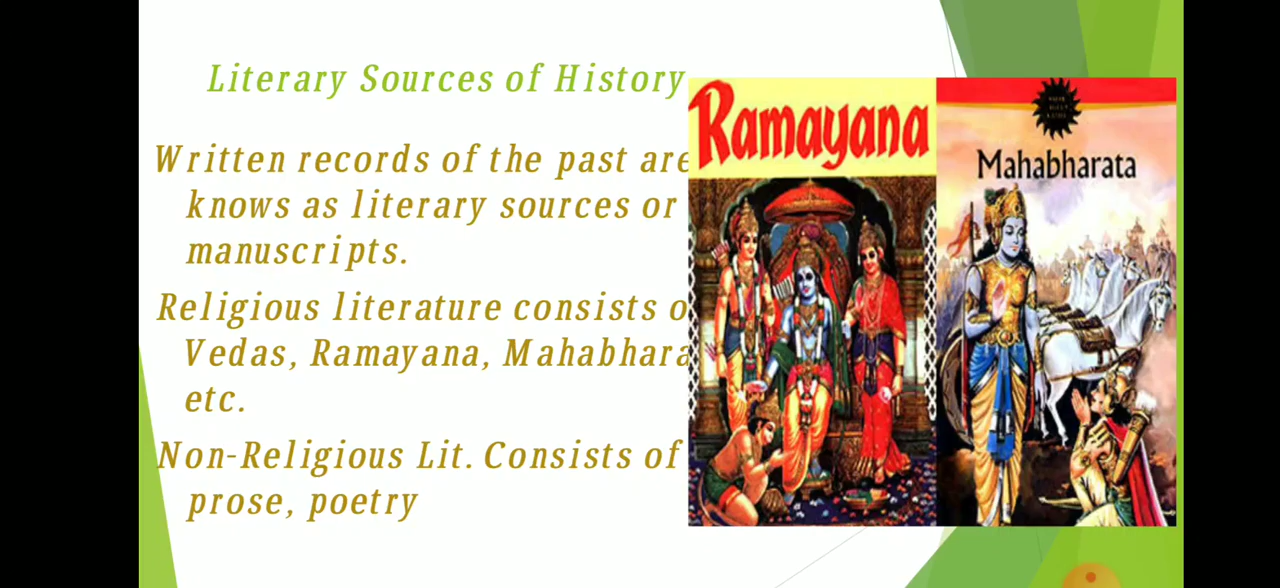 Literary Sources of History
Written records of the past are
knows as literary sources or
manuscripts.
Religious literature consists o
Vedas, Ramayana, Mahabhara
etc.
Non-Religious Lit. Consists of
prose, poetry
Ramayana
Mahabharata